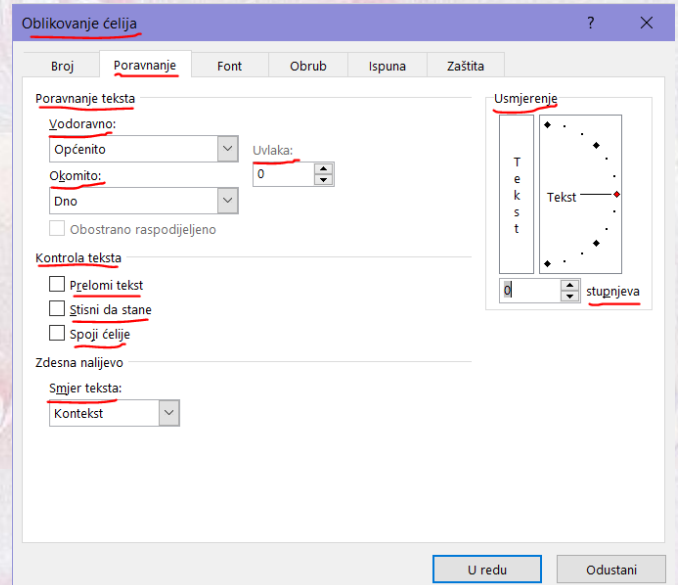 Oblikovanje ćelija ? ×
Broj Poravnanje Font Obrub Ispuna Zaštita
Poravnanje teksta
Vodoravno:
Općenito
Uvlaka:
0
Okomito:
Dno
Obostrano raspodijeljeno
Kontrola teksta
Prelomi tekst
Stisni da stane
Spoji ćelije
Zdesna nalijevo
Smjer teksta:
Kontekst
Usmjerenje
T
e
k
s
t
Tekst
0 stupnjeva
U redu Odustani